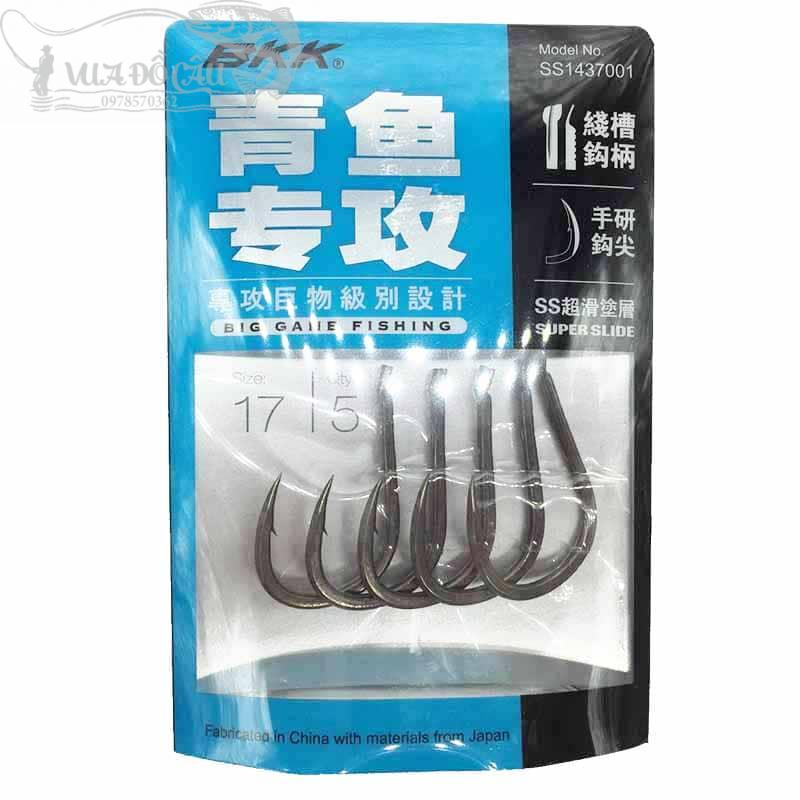 VUA ĐỒ CÂU
0978570362
BKK®
Model No.
SS1437001
青鱼
专攻
專攻巨物級別設計
BIG GAME FISHING
綫槽
鈎柄
手研
鈎尖
SS超滑塗層
SUPER SLIDE
Size: Qty
17 5
Fabricated in China with materials from Japan